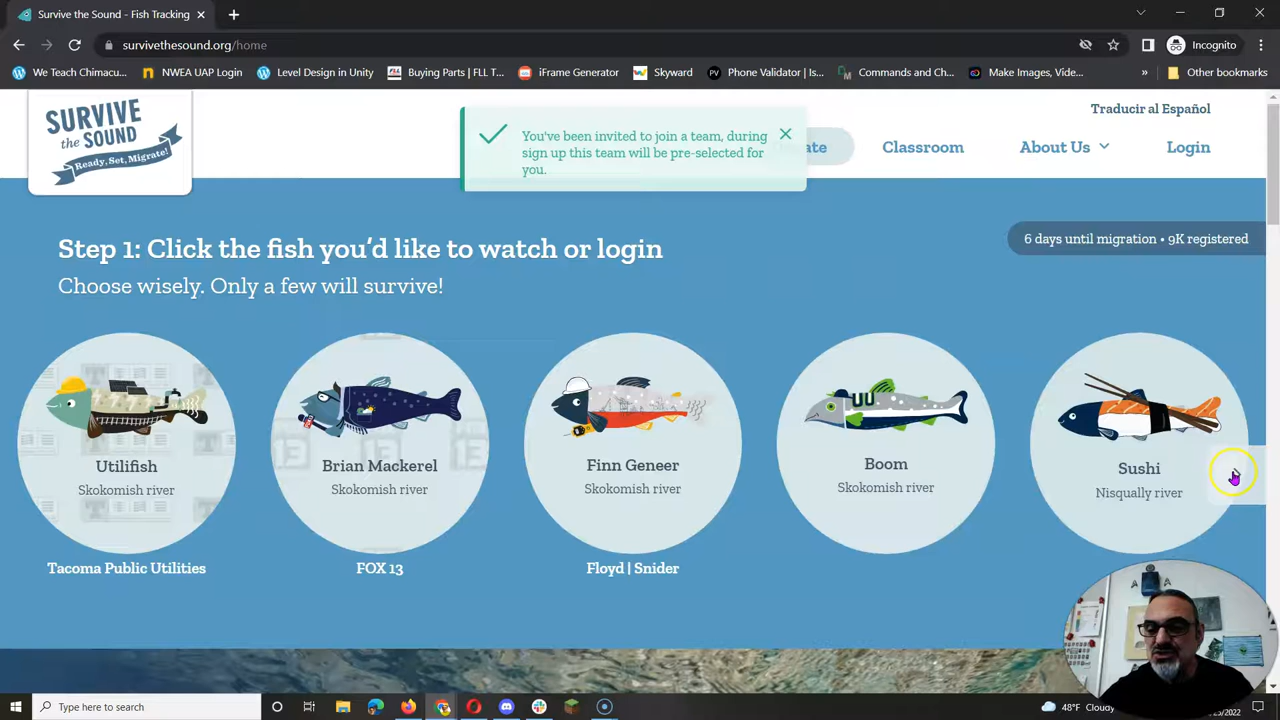 Survive the Sound - Fish Tracking
survivethesound.org/home
Incognito
We Teach Chimacu...
NWEA UAP Login
Level Design in Unity
Buying Parts | FLL T...
iFrame Generator
Skyward
Phone Validator | Is...
Commands and Ch...
Make Images, Vide...
Other bookmarks
SURVIVE
the SOUND
Ready, Set, Migrate!
You've been invited to join a team, during
sign up this team will be pre-selected for
you.
Traducir al Español
Classroom
About Us
Login
Step 1: Click the fish you'd like to watch or login
Choose wisely. Only a few will survive!
6 days until migration • 9K registered
Utilifish
Skokomish river
Tacoma Public Utilities
Brian Mackerel
Skokomish river
FOX 13
Finn Geneer
Skokomish river
Floyd | Snider
Boom
Skokomish river
Sushi
Nisqually river
Type here to search
48°F Cloudy